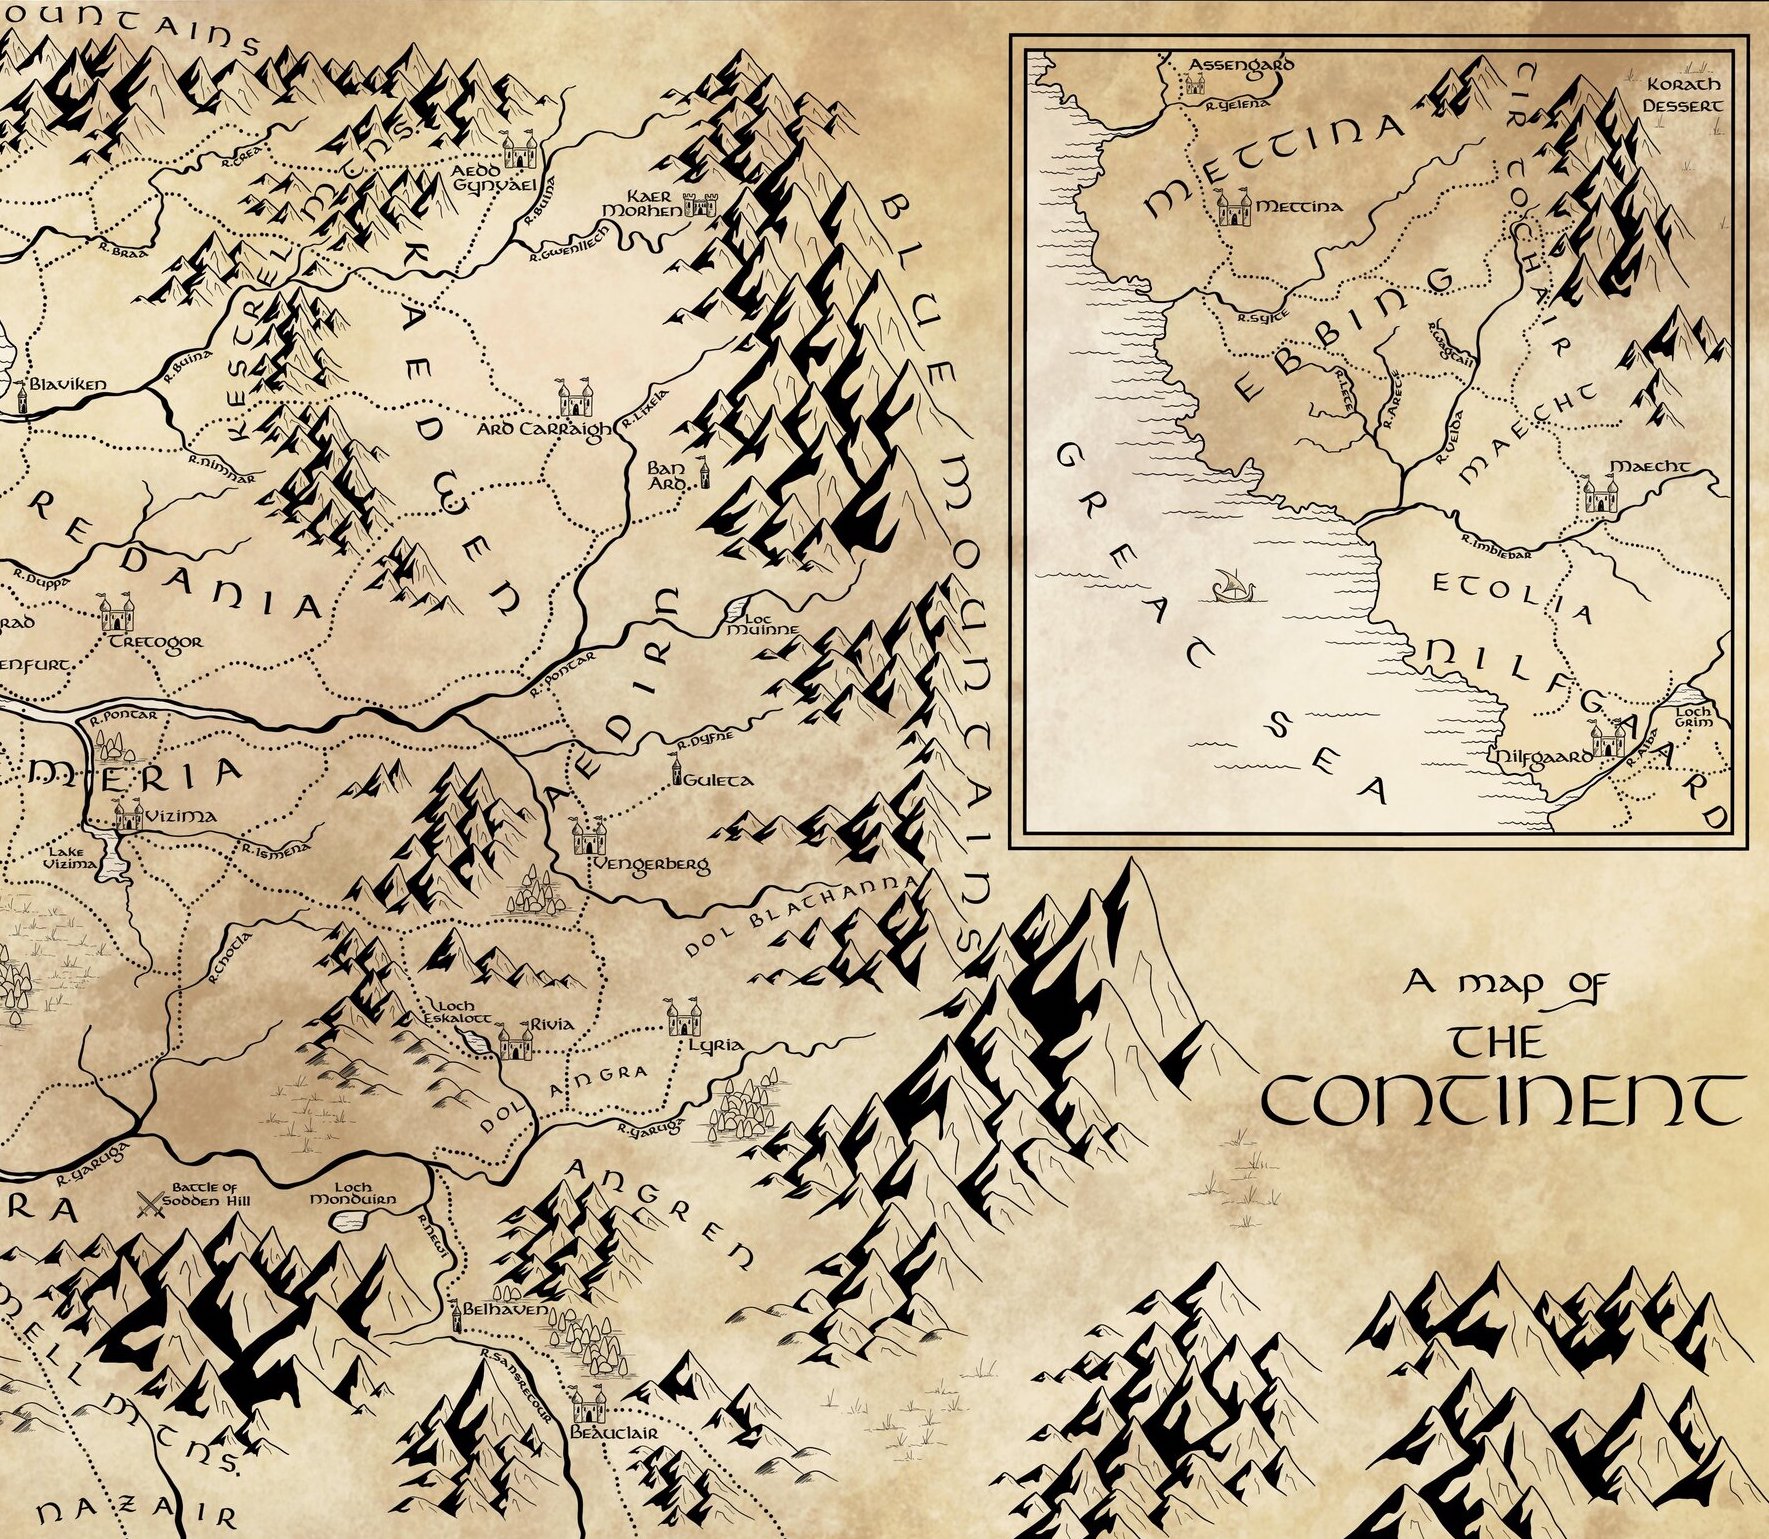 OUNTAINS
R.Crea
Mtns.
Aedd
Gynvael
R.Buina
Kaer
Morhen
R.Gwenllech
R.Braa
KESTREL
KAEDWEN
BLUE MOUNTAINS
Blaviken
R.Buina
Ard Carraigh
R.Lixela
Ban
Ard
R.Nimnar
REDANIA
R.Duppa
RAD
Tretogor
ENFURT
R.Pontar
Loc
Muinne
AEDIRN
R.Pontar
R.Dyfne
Guleta
MERIA
Vizima
Lake
Vizima
R.Ismena
Vengerberg
DOL BLATHANNA
R.Chotla
Loch
Eskalott
Rivia
Lyria
DOL ANGRA
R.Yaruga
R.Yaruga
RA
Battle of
Sodden Hill
Loch
Monduirn
R.Newi
ANGREN
MELL MTNS.
Belhaven
R.Sansretour
Beauclair
NAZAIR
Assengard
R.Yelena
METTINA
Mettina
TIR TOCHAIR
Korath
Dessert
EBBING
R.Sylte
R.Wagtail
R.Lete
R.Arete
R.Velda
MAECHT
Maecht
R.Imblebar
ETOLIA
GREAT SEA
NILFGAARD
Loch
Grim
Nilfgaard
R.Alba
A map of
THE
CONTINENT